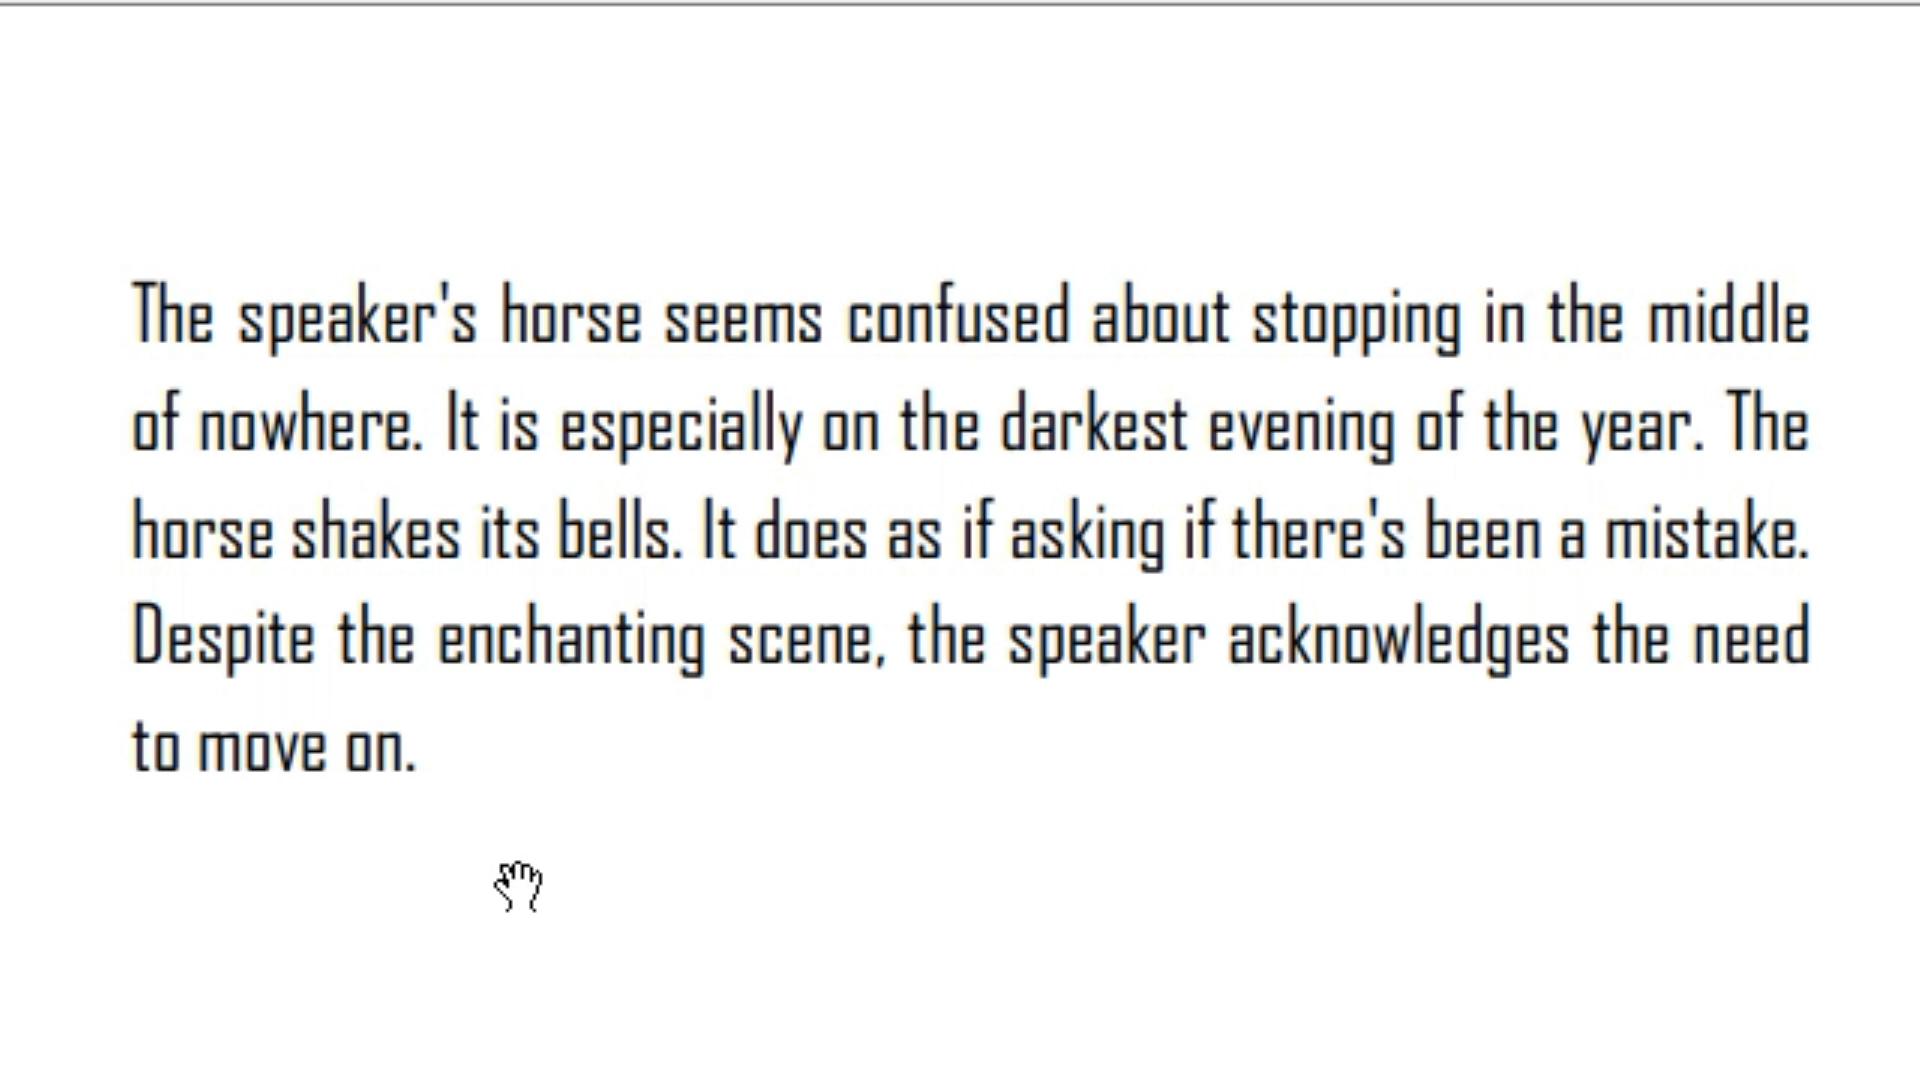 The speaker's horse seems confused about stopping in the middle
of nowhere. It is especially on the darkest evening of the year. The
horse shakes its bells. It does as if asking if there's been a mistake.
Despite the enchanting scene, the speaker acknowledges the need
to move on.